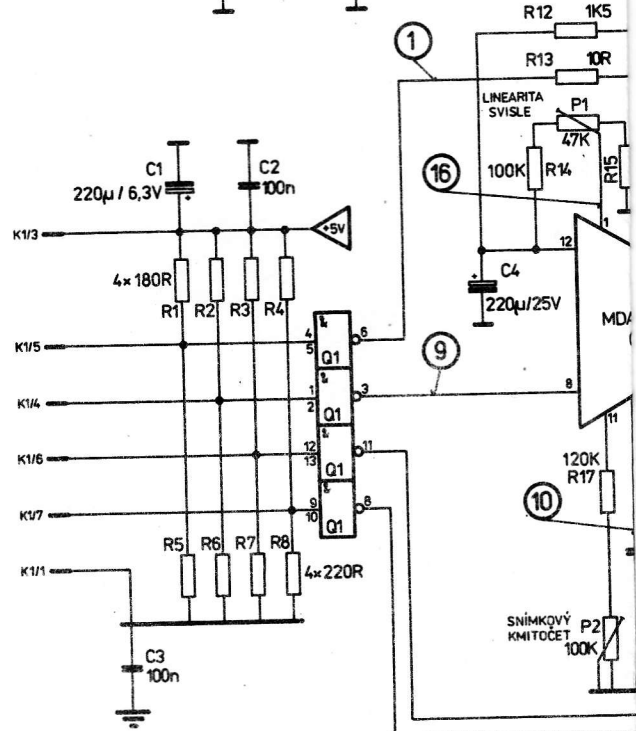 R12 1K5
1
R13 10R
LINEARITA
SVISLE
P1
47K
C1
220µ / 6,3V
+
C2
100n
16
100K R14
R15
1
K1/3
+5V
12
4×180R
+ C4
220µ/25V
R1 R2 R3 R4
MDA
K1/5
4
5
&
6
Q1
9
K1/4
1
2
&
3
Q1
8
11
K1/6
12
13
&
11
Q1
120K
R17
K1/7
9
10
&
8
Q1
10
R5 R6 R7 R8
4×220R
K1/1
SNÍMKOVÝ
KMITOČET
P2
100K
C3
100n